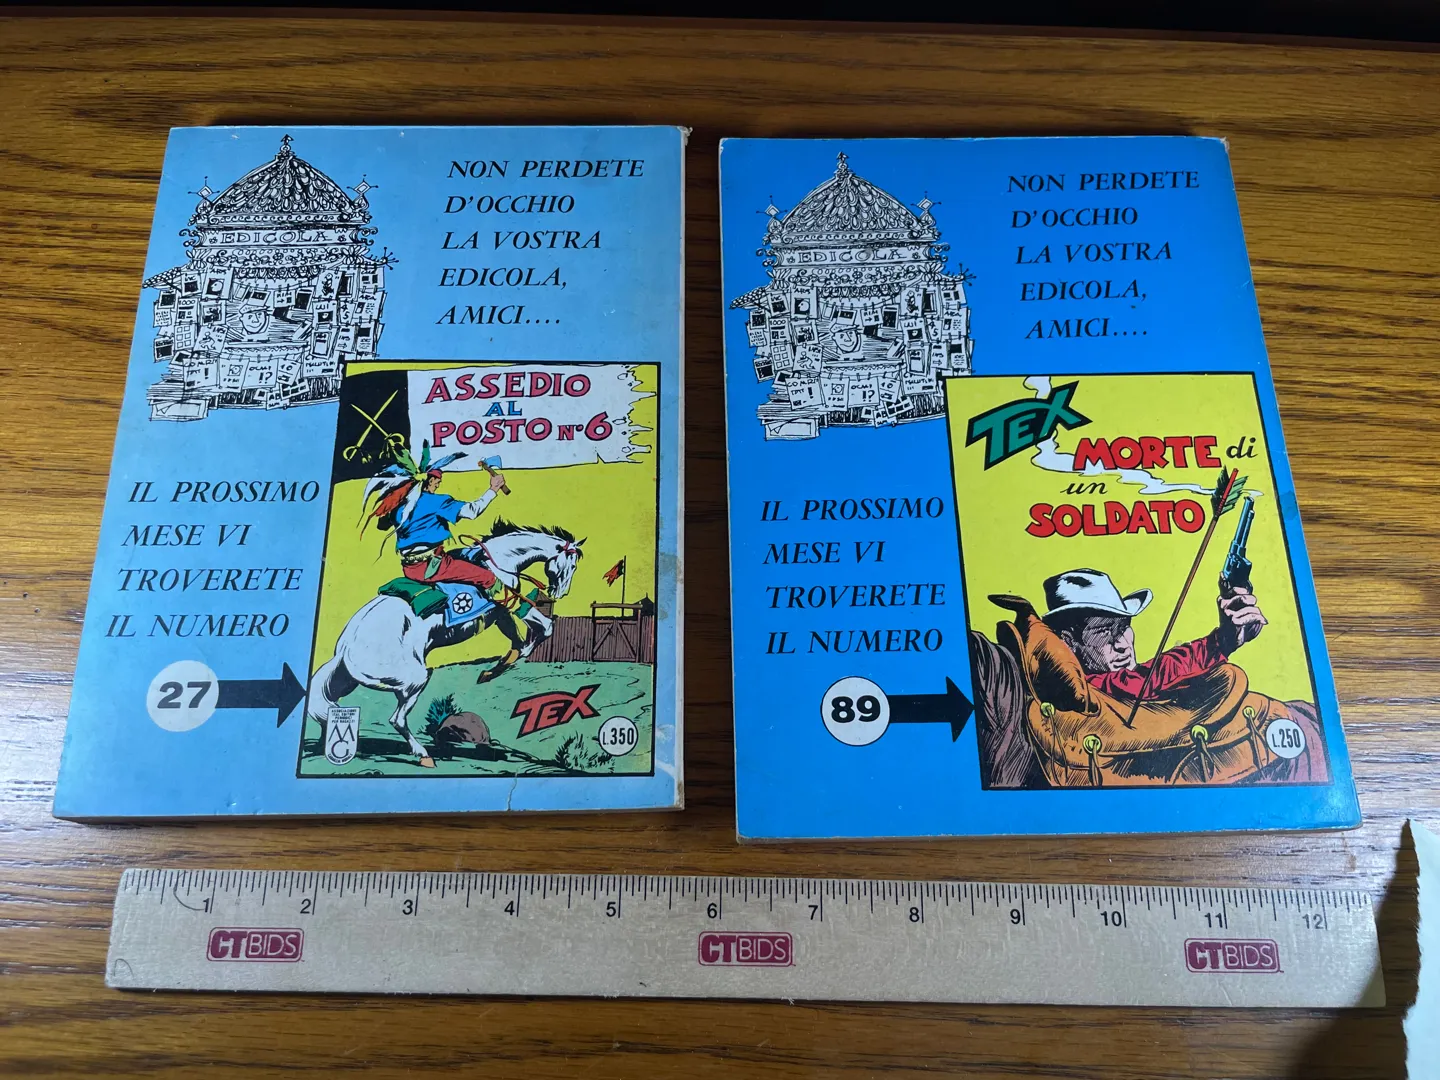 EDICOLA
NON PERDETE
D'OCCHIO
LA VOSTRA
EDICOLA,
AMICI....
ASSEDIO
AL
POSTO Nº6
IL PROSSIMO
MESE VI
TROVERETE
IL NUMERO
27
TEX
L.350
MG
EDICOLA
NON PERDETE
D'OCCHIO
LA VOSTRA
EDICOLA,
AMICI....
TEX
MORTE di
un
SOLDATO
IL PROSSIMO
MESE VI
TROVERETE
IL NUMERO
89
L.250
1 2 3 4 5 6 7 8 9 10 11 12
CTBIDS CTBIDS CTBIDS